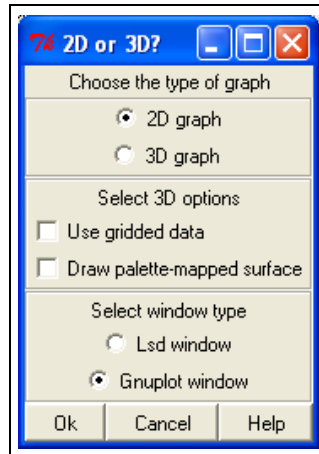 7% 2D or 3D?
Choose the type of graph
2D graph
3D graph
Select 3D options
Use gridded data
Draw palette-mapped surface
Select window type
Lsd window
Gnuplot window
Ok Cancel Help